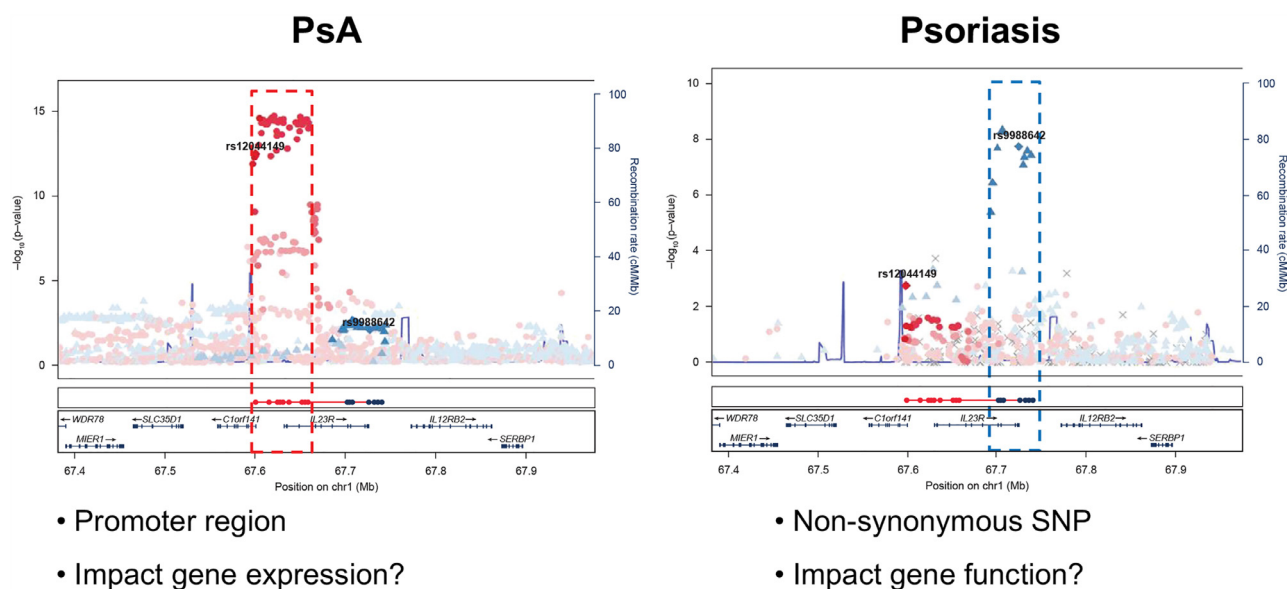 PsA
15
10
5
0
–log10 (p–value)
100
80
60
40
20
0
Recombination rate (cM/Mb)
rs12044149
rs9988642
←WDR78
←SLC35D1
←C1orf141
IL23R→
IL12RB2→
MIER1→
←SERBP1
67.4
67.5
67.6
67.7
67.8
67.9
Position on chr1 (Mb)
• Promoter region
• Impact gene expression?
Psoriasis
10
8
6
4
2
0
–log10 (p–value)
100
80
60
40
20
0
Recombination rate (cM/Mb)
rs9988642
rs12044149
←WDR78
←SLC35D1
←C1orf141
IL23R→
IL12RB2→
MIER1→
←SERBP1
67.4
67.5
67.6
67.7
67.8
67.9
Position on chr1 (Mb)
• Non-synonymous SNP
• Impact gene function?